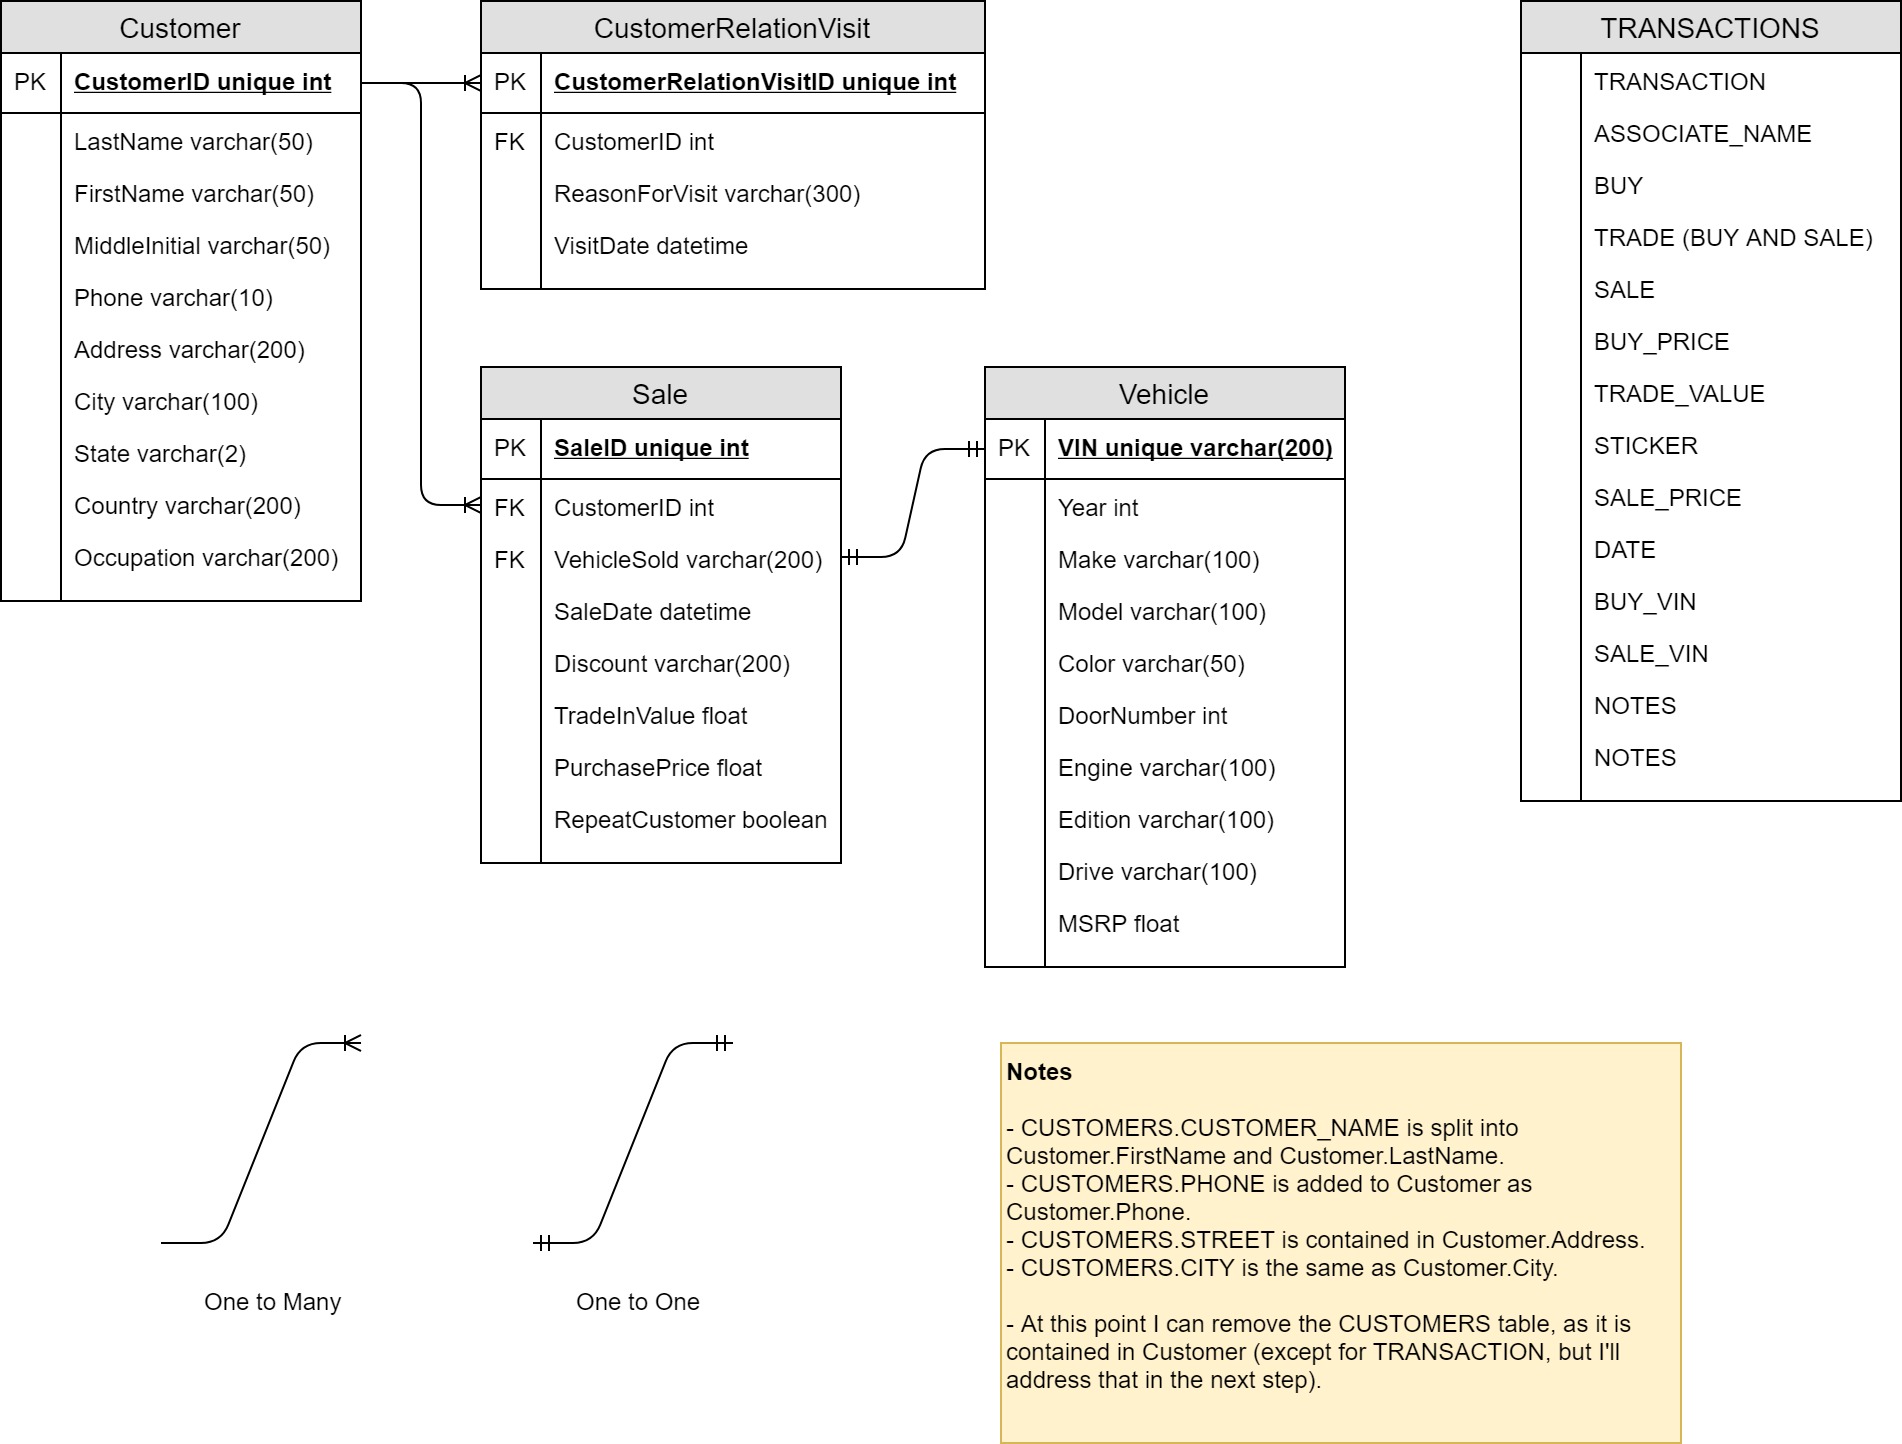 Customer
PK CustomerID unique int
LastName varchar(50)
FirstName varchar(50)
MiddleInitial varchar(50)
Phone varchar(10)
Address varchar(200)
City varchar(100)
State varchar(2)
Country varchar(200)
Occupation varchar(200)
CustomerRelationVisit
PK CustomerRelationVisitID unique int
FK CustomerID int
ReasonForVisit varchar(300)
VisitDate datetime
Sale
PK SaleID unique int
FK CustomerID int
FK VehicleSold varchar(200)
SaleDate datetime
Discount varchar(200)
TradeInValue float
PurchasePrice float
RepeatCustomer boolean
Vehicle
PK VIN unique varchar(200)
Year int
Make varchar(100)
Model varchar(100)
Color varchar(50)
DoorNumber int
Engine varchar(100)
Edition varchar(100)
Drive varchar(100)
MSRP float
TRANSACTIONS
TRANSACTION
ASSOCIATE_NAME
BUY
TRADE (BUY AND SALE)
SALE
BUY_PRICE
TRADE_VALUE
STICKER
SALE_PRICE
DATE
BUY_VIN
SALE_VIN
NOTES
NOTES
One to Many
One to One
Notes
- CUSTOMERS.CUSTOMER_NAME is split into
Customer.FirstName and Customer.LastName.
- CUSTOMERS.PHONE is added to Customer as
Customer.Phone.
- CUSTOMERS.STREET is contained in Customer.Address.
- CUSTOMERS.CITY is the same as Customer.City.
- At this point I can remove the CUSTOMERS table, as it is
contained in Customer (except for TRANSACTION, but I'll
address that in the next step).